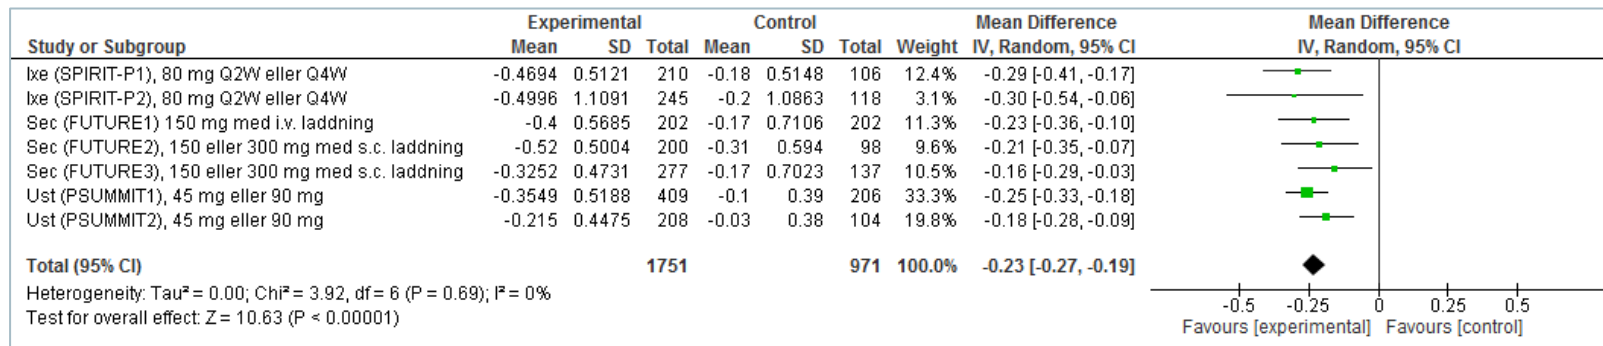 Experimental Control Mean Difference Mean Difference
Study or Subgroup Mean SD Total Mean SD Total Weight IV, Random, 95% CI IV, Random, 95% CI
Ixe (SPIRIT-P1), 80 mg Q2W eller Q4W -0.4694 0.5121 210 -0.18 0.5148 106 12.4% -0.29 [-0.41, -0.17]
Ixe (SPIRIT-P2), 80 mg Q2W eller Q4W -0.4996 1.1091 245 -0.2 1.0863 118 3.1% -0.30 [-0.54, -0.06]
Sec (FUTURE1) 150 mg med i.v. laddning -0.4 0.5685 202 -0.17 0.7106 202 11.3% -0.23 [-0.36, -0.10]
Sec (FUTURE2), 150 eller 300 mg med s.c. laddning -0.52 0.5004 200 -0.31 0.594 98 9.6% -0.21 [-0.35, -0.07]
Sec (FUTURE3), 150 eller 300 mg med s.c. laddning -0.3252 0.4731 277 -0.17 0.7023 137 10.5% -0.16 [-0.29, -0.03]
Ust (PSUMMIT1), 45 mg eller 90 mg -0.3549 0.5188 409 -0.1 0.39 206 33.3% -0.25 [-0.33, -0.18]
Ust (PSUMMIT2), 45 mg eller 90 mg -0.215 0.4475 208 -0.03 0.38 104 19.8% -0.18 [-0.28, -0.09]
Total (95% CI) 1751 971 100.0% -0.23 [-0.27, -0.19]
Heterogeneity: Tau² = 0.00; Chi² = 3.92, df = 6 (P = 0.69); I² = 0%
Test for overall effect: Z = 10.63 (P < 0.00001)
-0.5 -0.25 0 0.25 0.5
Favours [experimental] Favours [control]